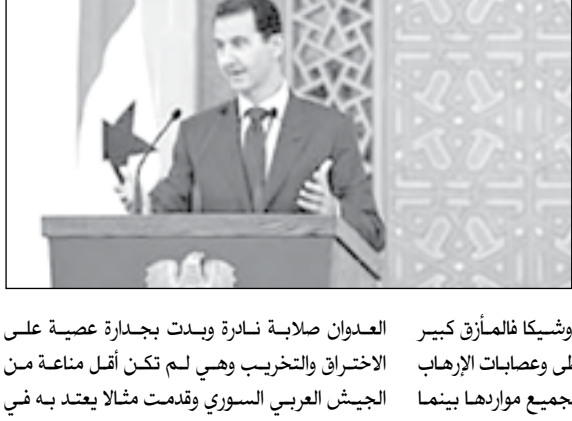 وشيكا فالمأزق كبير
طى وعصابات الإرهاب
جميع مواردها بينما
العدوان صلابة نادرة وبدت بجدارة عصية على
الاختراق والتخريب وهي لم تكن أقل مناعة من
الجيش العربي السوري وقدمت مثالا يعتد به في